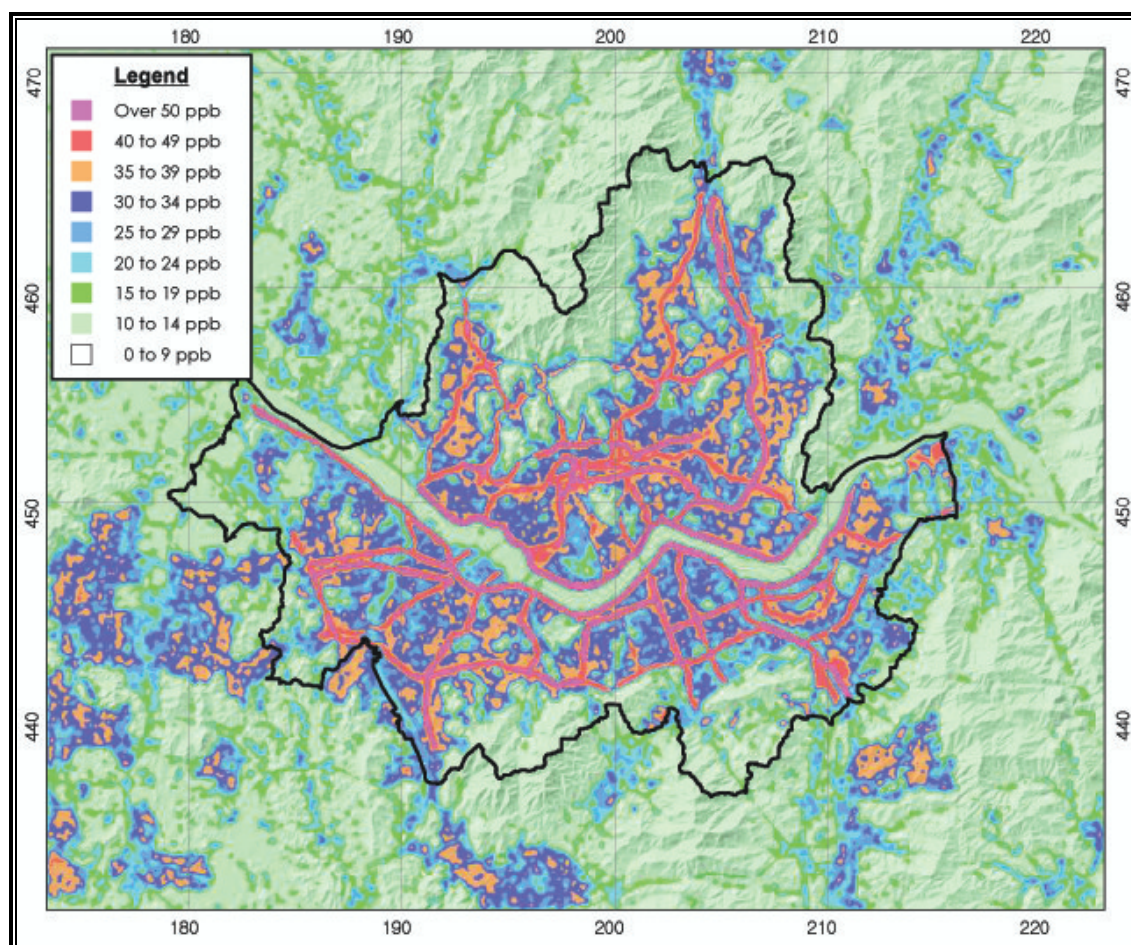 180 190 200 210 220
470 470
Legend
Over 50 ppb
40 to 49 ppb
35 to 39 ppb
30 to 34 ppb
25 to 29 ppb
20 to 24 ppb
15 to 19 ppb
10 to 14 ppb
0 to 9 ppb
460 460
450 450
440 440
180 190 200 210 220